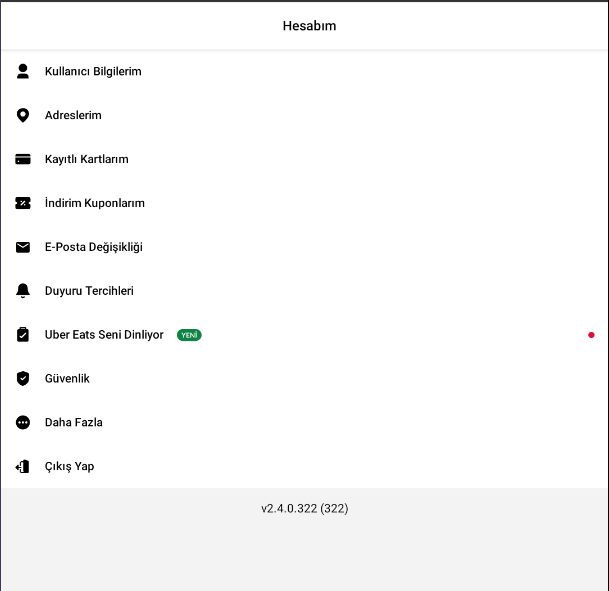 Hesabım
Kullanıcı Bilgilerim
Adreslerim
Kayıtlı Kartlarım
İndirim Kuponlarım
E-Posta Değişikliği
Duyuru Tercihleri
Uber Eats Seni Dinliyor YENİ
Güvenlik
Daha Fazla
Çıkış Yap
v2.4.0.322 (322)